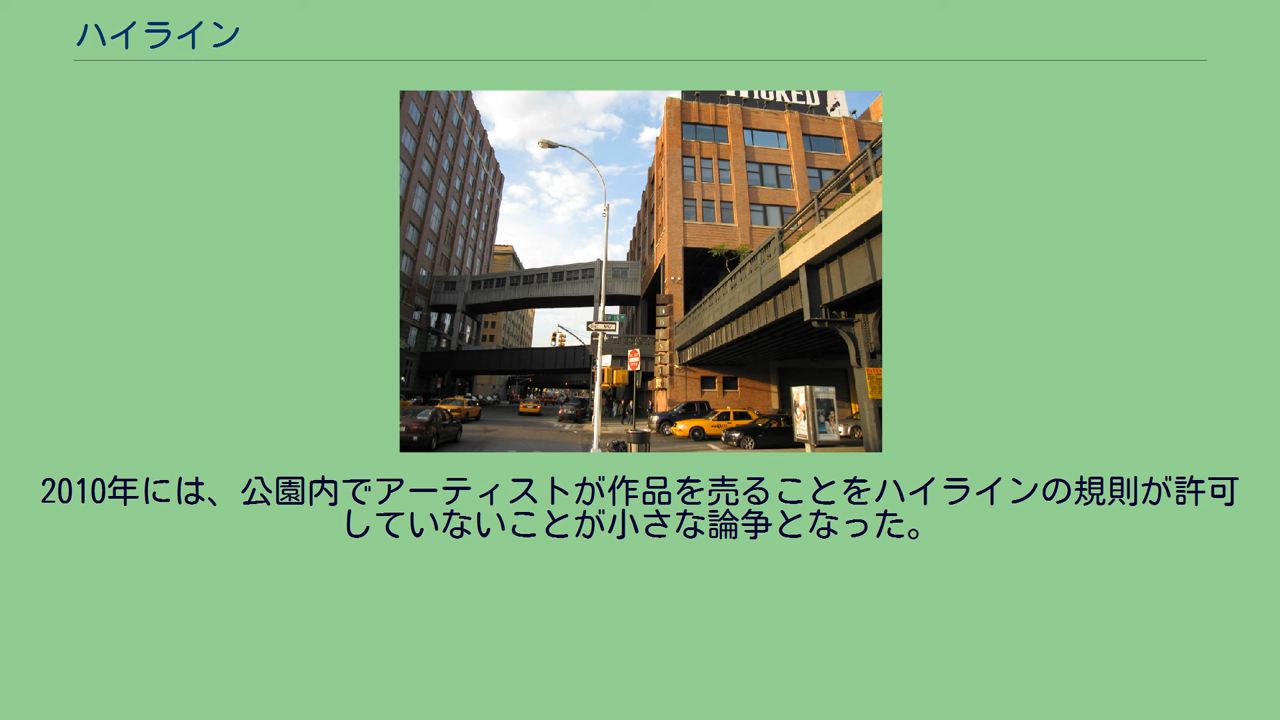 ハイライン
WICKED
2010年には、公園内でアーティストが作品を売ることをハイラインの規則が許可
していないことが小さな論争となった。